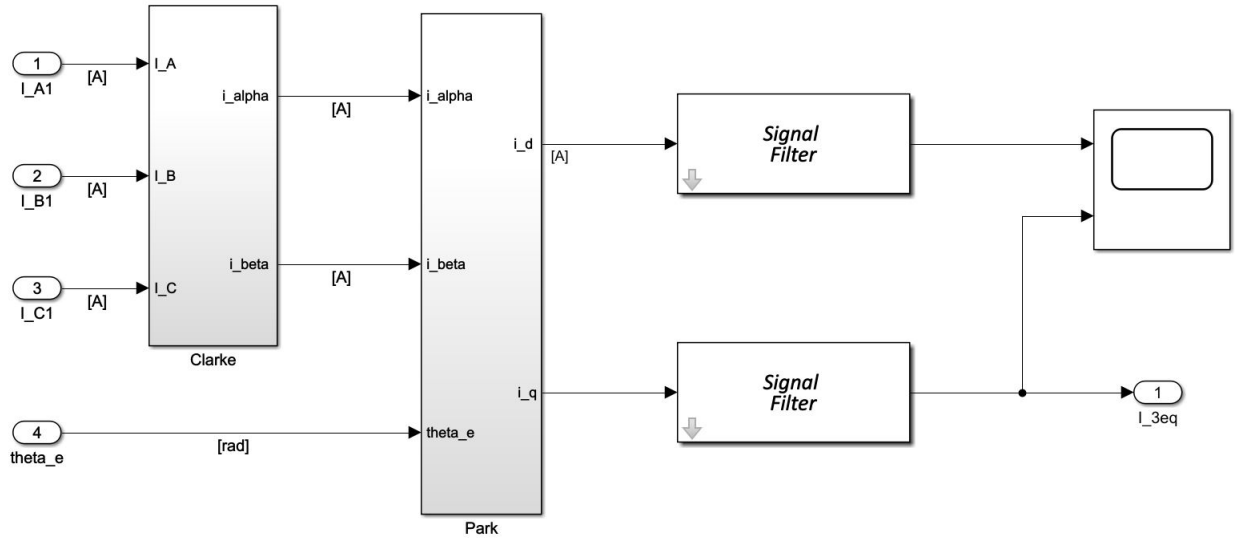 1
[A]
I_A1
2
[A]
I_B1
3
[A]
I_C1
4
[rad]
theta_e
I_A
I_B
I_C
i_alpha
i_beta
Clarke
[A]
[A]
i_alpha
i_beta
theta_e
i_d
i_q
Park
[A]
Signal
Filter
Signal
Filter
1
I_3eq